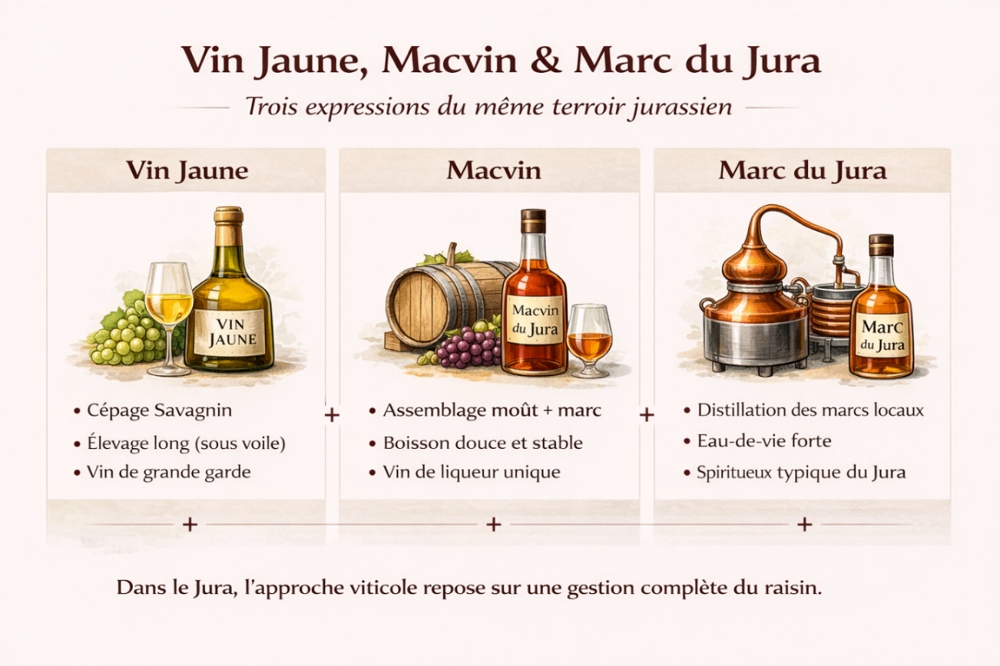 Vin Jaune, Macvin & Marc du Jura
Trois expressions du même terroir jurassien
Vin Jaune
VIN
JAUNE
• Cépage Savagnin
• Élevage long (sous voile)
• Vin de grande garde
+
Macvin
Macvin
du Jura
• Assemblage moût + marc
• Boisson douce et stable
• Vin de liqueur unique
+
Marc du Jura
Marc
du Jura
• Distillation des marcs locaux
• Eau-de-vie forte
• Spiritueux typique du Jura
+ + +
Dans le Jura, l’approche viticole repose sur une gestion complète du raisin.